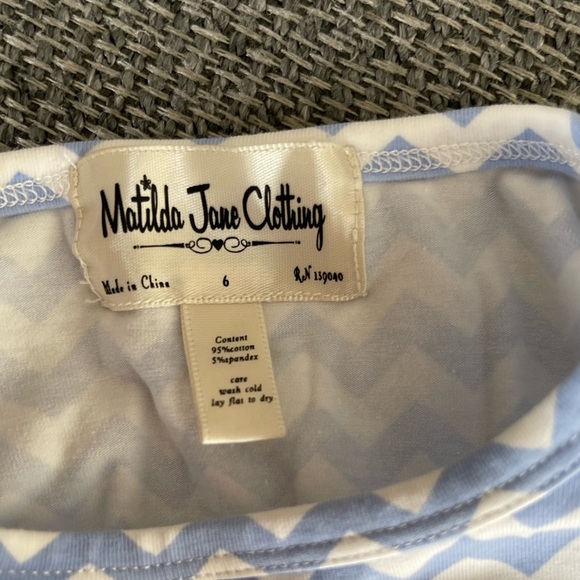 Matilda Jane Clothing
Made in China 6 RN 139040
Content
95%cotton
5%spandex
care
wash cold
lay flat to dry